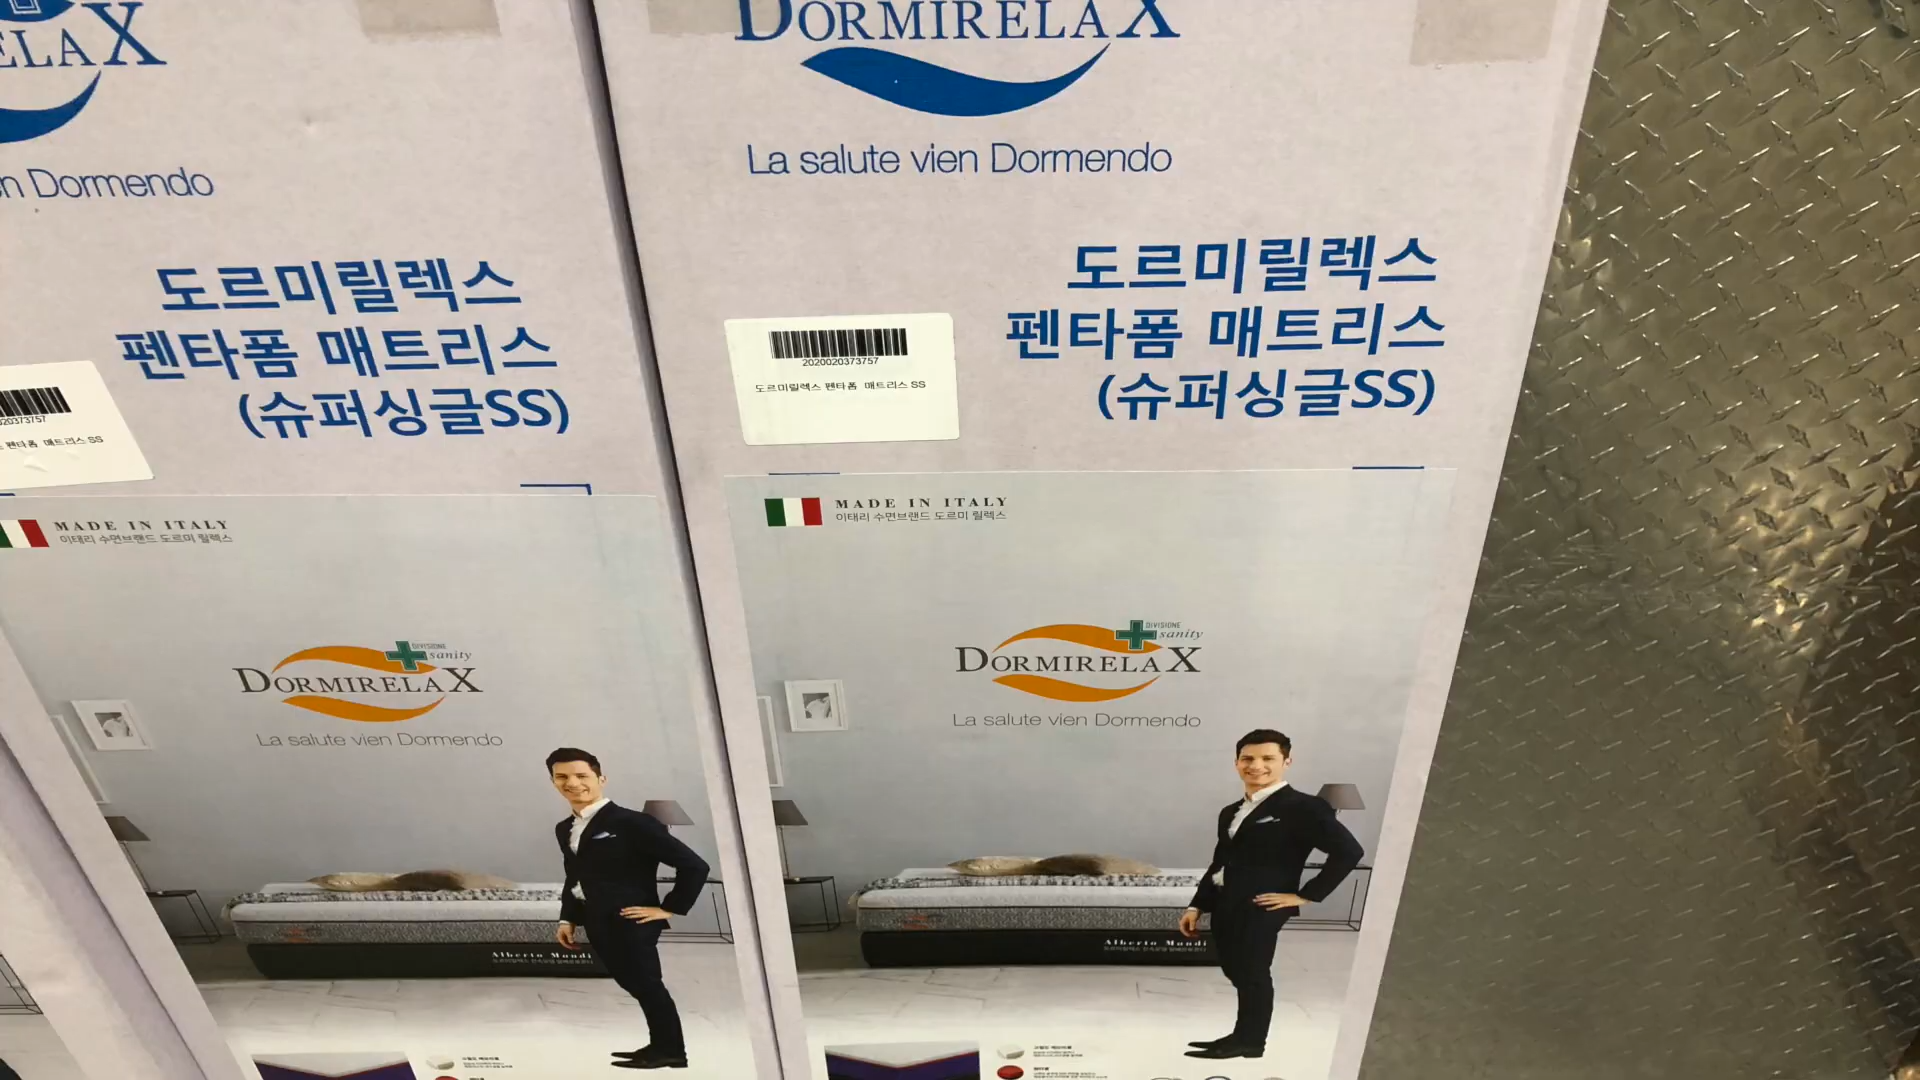 ELAX
n Dormendo
도르미릴렉스
펜타폼 매트리스
(슈퍼싱글SS)
020373757
펜타폼 매트리스 SS
MADE IN ITALY
이태리 수면브랜드 도르미 릴렉스
DIVISIONE
sanity
DORMIRELAX
La salute vien Dormendo
Alberto Mondi
DORMIRELAX
La salute vien Dormendo
도르미릴렉스
펜타폼 매트리스
(슈퍼싱글SS)
2020020373757
도르미릴렉스 펜타폼 매트리스 SS
MADE IN ITALY
이태리 수면브랜드 도르미 릴렉스
DIVISIONE
sanity
DORMIRELAX
La salute vien Dormendo
Alberto Mondi